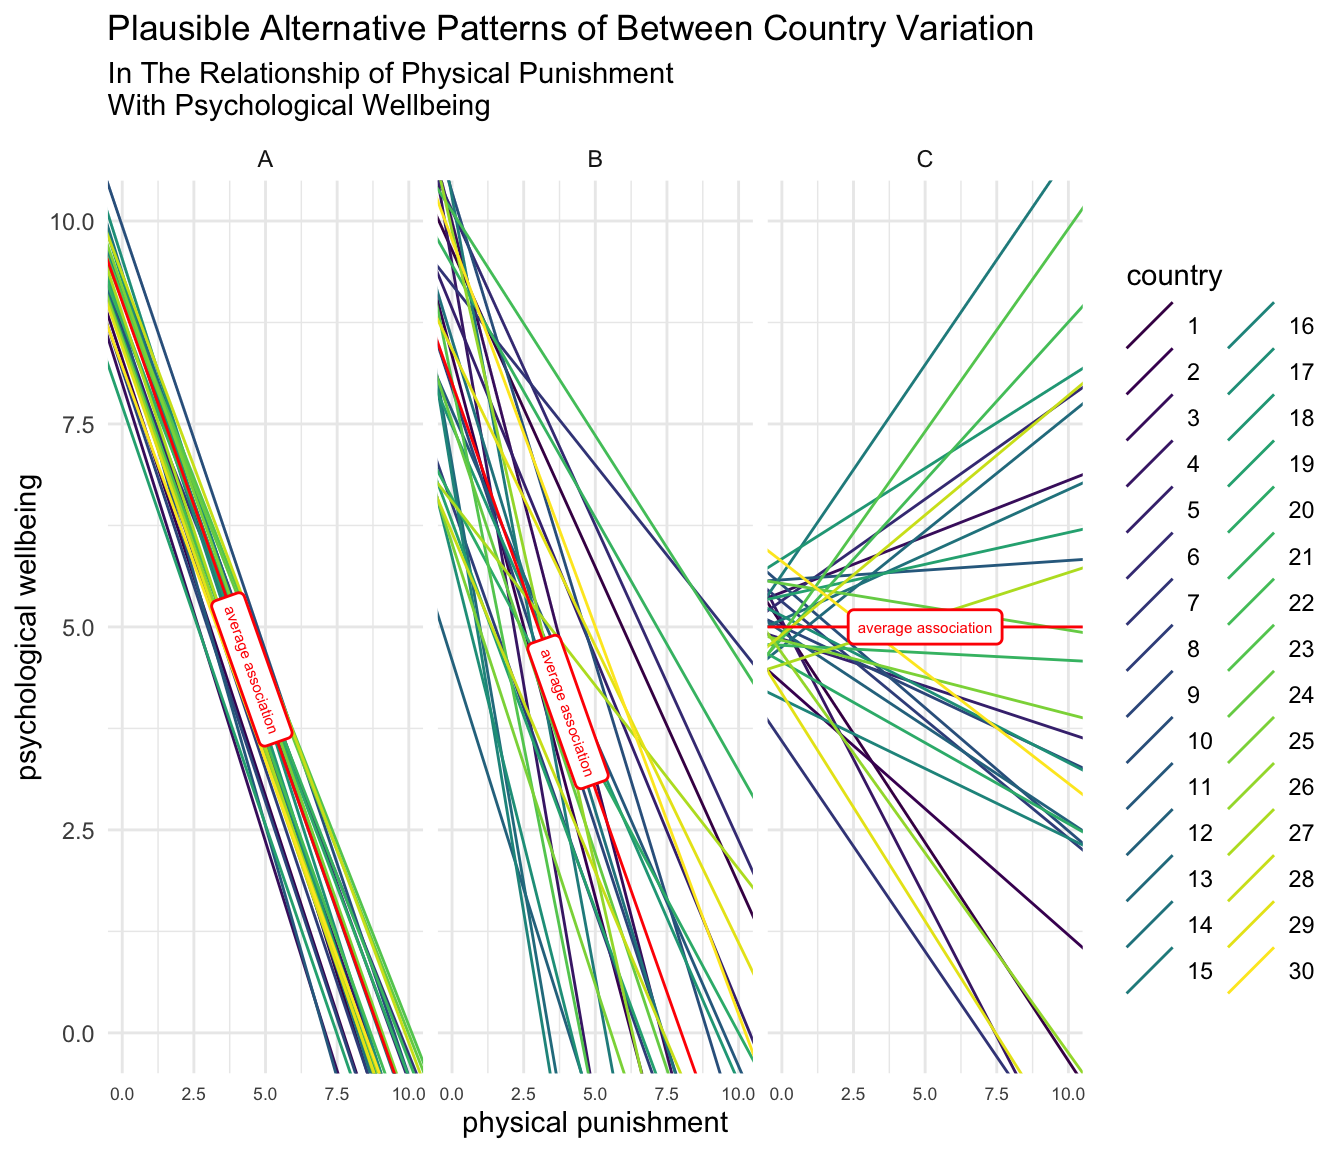 Plausible Alternative Patterns of Between Country Variation
In The Relationship of Physical Punishment
With Psychological Wellbeing
A
B
C
10.0
7.5
5.0
2.5
0.0
psychological wellbeing
average association
average association
average association
0.0 2.5 5.0 7.5 10.0
0.0 2.5 5.0 7.5 10.0
0.0 2.5 5.0 7.5 10.0
physical punishment
country
1
2
3
4
5
6
7
8
9
10
11
12
13
14
15
16
17
18
19
20
21
22
23
24
25
26
27
28
29
30